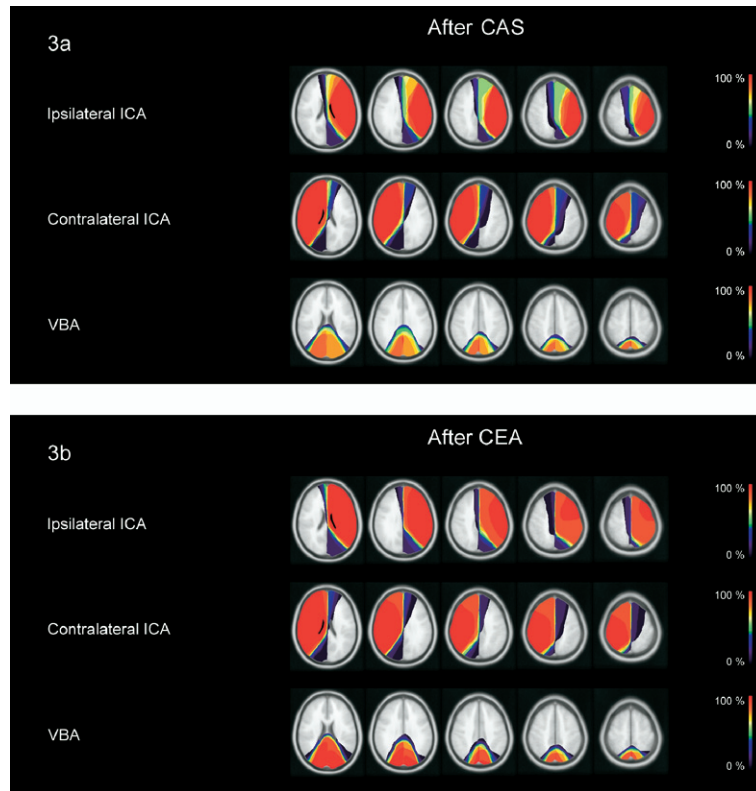 3a
After CAS
Ipsilateral ICA
100 %
0 %
Contralateral ICA
100 %
0 %
VBA
100 %
0 %
3b
After CEA
Ipsilateral ICA
100 %
0 %
Contralateral ICA
100 %
0 %
VBA
100 %
0 %